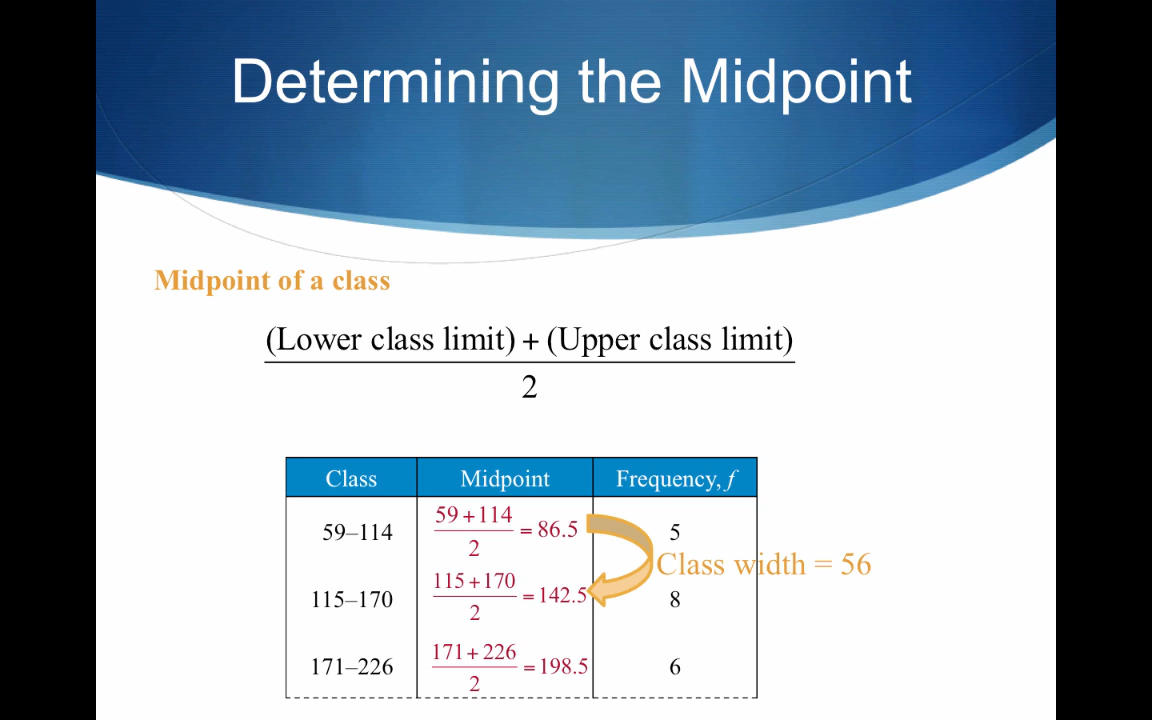 Determining the Midpoint
Midpoint of a class
(Lower class limit) + (Upper class limit)
2
Class Midpoint Frequency, f
59–114 59 + 114 / 2 = 86.5 5
Class width = 56
115–170 115 + 170 / 2 = 142.5 8
171–226 171 + 226 / 2 = 198.5 6